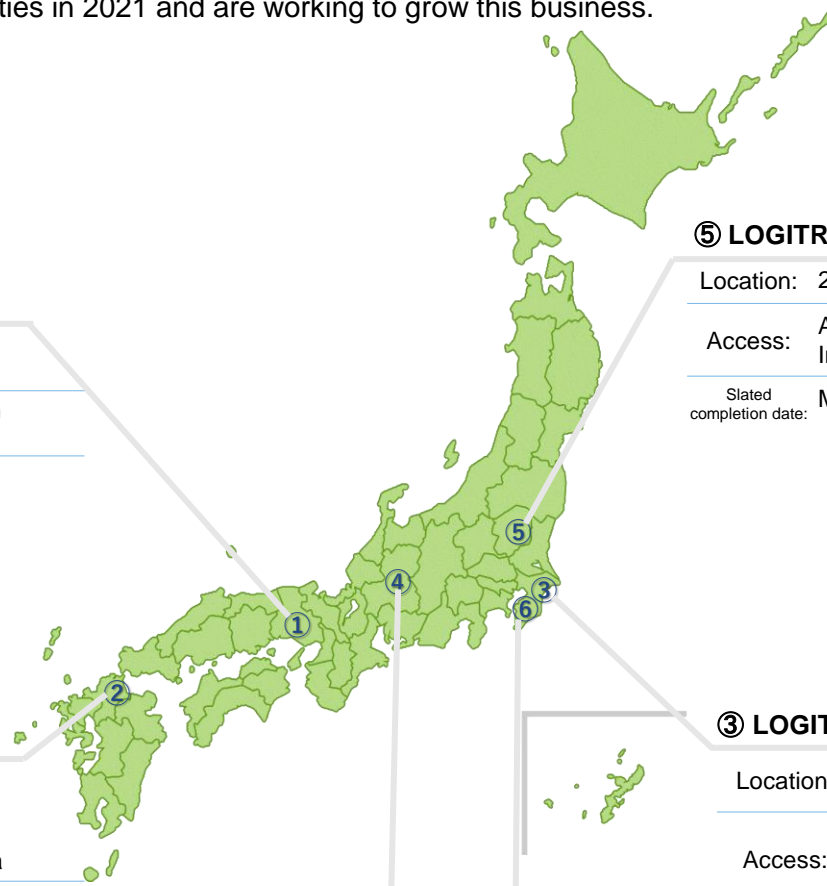 ties in 2021 and are working to grow this business.
⑤ LOGITR
Location: 2
Access:
Slated
completion date: M
⑤
④
③
⑥
①
②
③ LOGIT
Location
Access: